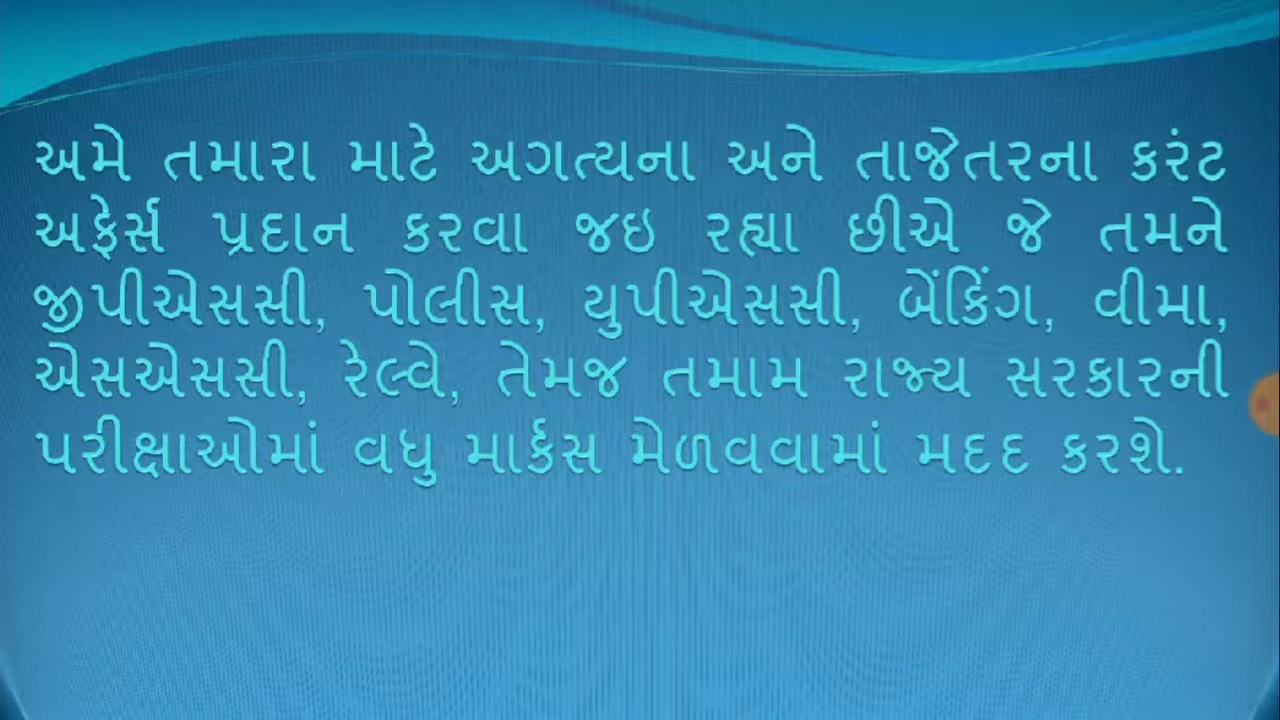 અમે તમારા માટે અગત્યના અને તાજેતરના કરંટ
અફેર્સ પ્રદાન કરવા જઇ રહ્યા છીએ જે તમને
જીપીએસસી, પોલીસ, યુપીએસસી, બેંકિંગ, વીમા,
એસએસસી, રેલ્વે, તેમજ તમામ રાજ્ય સરકારની
પરીક્ષાઓમાં વધુ માર્કસ મેળવવામાં મદદ કરશે.